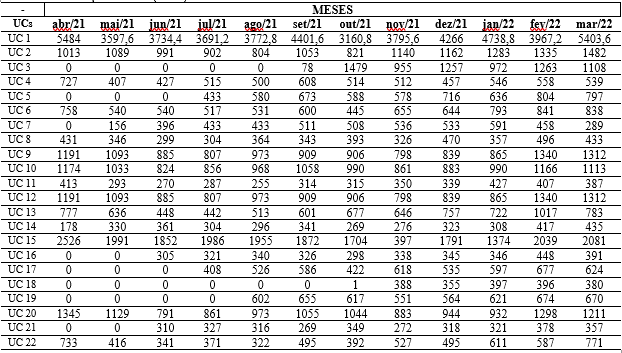 - MESES
UCs abr/21 mai/21 jun/21 jul/21 ago/21 set/21 out/21 nov/21 dez/21 jan/22 fev/22 mar/22
UC 1 5484 3597,6 3734,4 3691,2 3772,8 4401,6 3160,8 3795,6 4266 4738,8 3967,2 5403,6
UC 2 1013 1089 991 902 804 1053 821 1140 1162 1283 1335 1482
UC 3 0 0 0 0 0 78 1479 955 1257 972 1263 1108
UC 4 727 407 427 515 500 608 514 512 457 546 558 539
UC 5 0 0 0 433 580 673 588 578 716 636 804 797
UC 6 758 540 540 517 531 600 445 655 644 793 841 838
UC 7 0 156 396 433 433 511 508 536 533 591 458 289
UC 8 431 346 299 304 364 343 393 326 470 357 496 433
UC 9 1191 1093 885 807 973 909 906 798 839 865 1340 1312
UC 10 1174 1033 824 856 968 1058 990 861 883 990 1166 1113
UC 11 413 293 270 287 255 314 315 350 339 427 407 387
UC 12 1191 1093 885 807 973 909 906 798 839 865 1340 1312
UC 13 777 636 448 442 513 601 677 646 757 722 1017 783
UC 14 178 330 361 304 296 341 269 276 323 308 417 435
UC 15 2526 1991 1852 1986 1955 1872 1704 397 1791 1374 2039 2081
UC 16 0 0 305 321 340 326 298 338 345 346 448 391
UC 17 0 0 0 408 526 586 422 618 535 597 677 624
UC 18 0 0 0 0 0 0 1 388 355 397 396 380
UC 19 0 0 0 0 602 655 617 551 564 621 674 670
UC 20 1345 1129 791 861 973 1055 1044 883 944 932 1298 1211
UC 21 0 0 310 327 316 269 349 272 318 321 378 357
UC 22 733 416 341 371 322 495 392 527 495 611 587 771